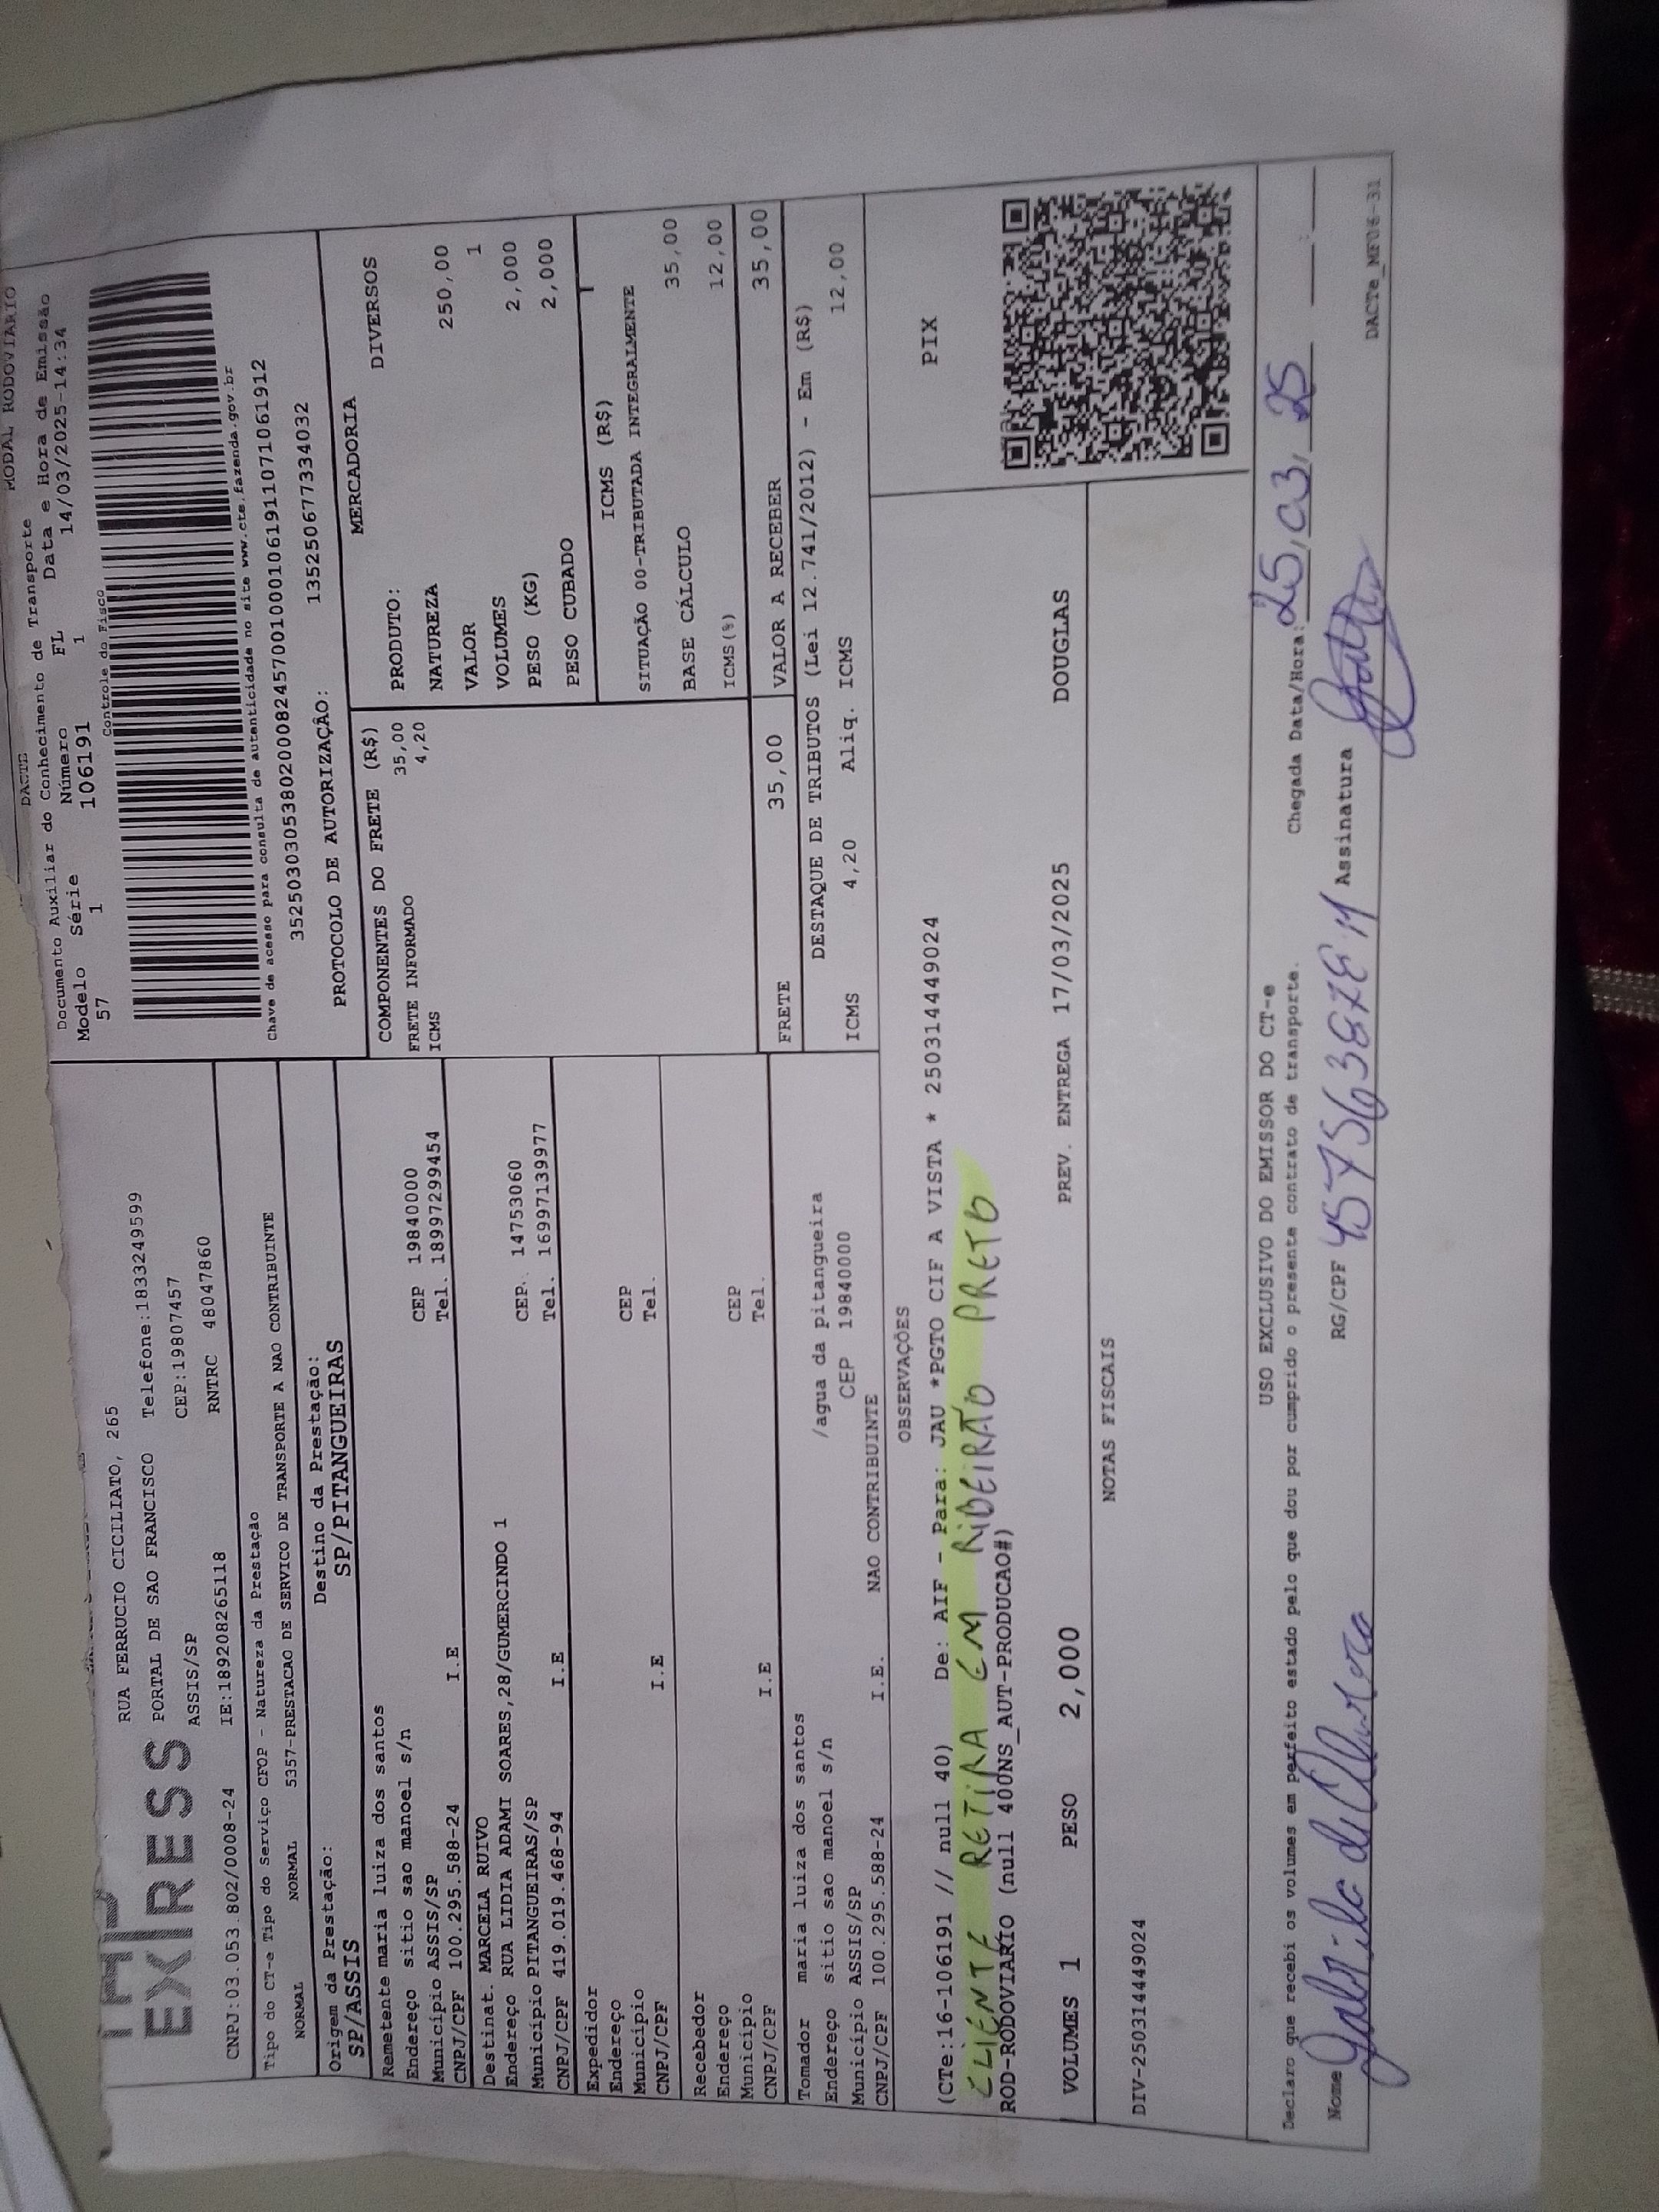 EXPRESS
RUA FERRUCIO CICILIATO, 265
PORTAL DE SAO FRANCISCO Telefone:1833249599
ASSIS/SP CEP:19807457
CNPJ:03.053.802/0008-24 IE:189208265118 RNTRC 48047860
Tipo do CT-e Tipo do Serviço CFOP - Natureza da Prestação
NORMAL NORMAL 5357-PRESTACAO DE SERVICO DE TRANSPORTE A NAO CONTRIBUINTE
Origem da Prestação: Destino da Prestação:
SP/ASSIS SP/PITANGUEIRAS
MODAL RODOVIARIO
DACTE
Documento Auxiliar do Conhecimento de Transporte
Modelo Série Número FL Data e Hora de Emissão
57 1 106191 1 14/03/2025-14:34
Controle do Fisco
Chave de acesso para consulta de autenticidade no site www.cte.fazenda.gov.br
35250303053802000824570010001061911071061912
PROTOCOLO DE AUTORIZAÇÃO: 135250677334032
Remetente maria luiza dos santos
Endereço sitio sao manoel s/n
Município ASSIS/SP CEP 19840000
CNPJ/CPF 100.295.588-24 I.E Tel. 18997299454
Destinat. MARCELA RUIVO
Endereço RUA LIDIA ADAMI SOARES,28/GUMERCINDO 1
Município PITANGUEIRAS/SP CEP. 14753060
CNPJ/CPF 419.019.468-94 I.E Tel. 16997139977
Expedidor
Endereço
Município CEP
CNPJ/CPF I.E Tel.
Recebedor
Endereço
Município CEP
CNPJ/CPF I.E Tel.
Tomador maria luiza dos santos
Endereço sitio sao manoel s/n /agua da pitangueira
Município ASSIS/SP CEP 19840000
CNPJ/CPF 100.295.588-24 I.E. NAO CONTRIBUINTE
COMPONENTES DO FRETE (R$)
FRETE INFORMADO 35,00
ICMS 4,20
MERCADORIA
PRODUTO: DIVERSOS
NATUREZA
VALOR 250,00
VOLUMES 1
PESO (KG) 2,000
PESO CUBADO 2,000
ICMS (R$)
SITUAÇÃO 00-TRIBUTADA INTEGRALMENTE
BASE CÁLCULO 35,00
ICMS(%) 12,00
FRETE 35,00 VALOR A RECEBER 35,00
DESTAQUE DE TRIBUTOS (Lei 12.741/2012) - Em (R$)
ICMS 4,20 Aliq. ICMS 12,00
OBSERVAÇÕES
(CTe:16-106191 // null 40) De: AIF - Para: JAU *PGTO CIF A VISTA * 250314449024
CLIENTE RETIRA EM RIBEIRÃO PRETO
ROD-RODOVIARIO (null 400NS_AUT-PRODUCAO#)
PIX
VOLUMES 1 PESO 2,000 PREV. ENTREGA 17/03/2025 DOUGLAS
NOTAS FISCAIS
DIV-250314449024
USO EXCLUSIVO DO EMISSOR DO CT-e
Declaro que recebi os volumes em perfeito estado pelo que dou por cumprido o presente contrato de transporte. Chegada Data/Hora: 25/03/25
Nome RG/CPF Assinatura
DACTe_MF06-31